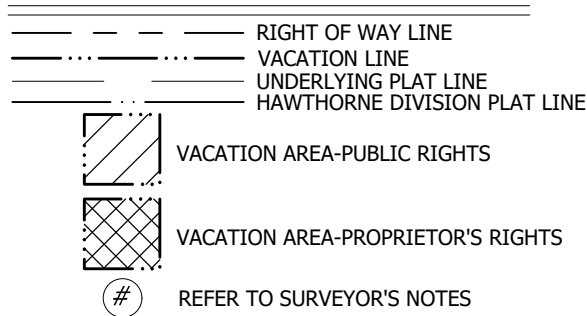 RIGHT OF WAY LINE
VACATION LINE
UNDERLYING PLAT LINE
HAWTHORNE DIVISION PLAT LINE
VACATION AREA-PUBLIC RIGHTS
VACATION AREA-PROPRIETOR'S RIGHTS
# REFER TO SURVEYOR'S NOTES